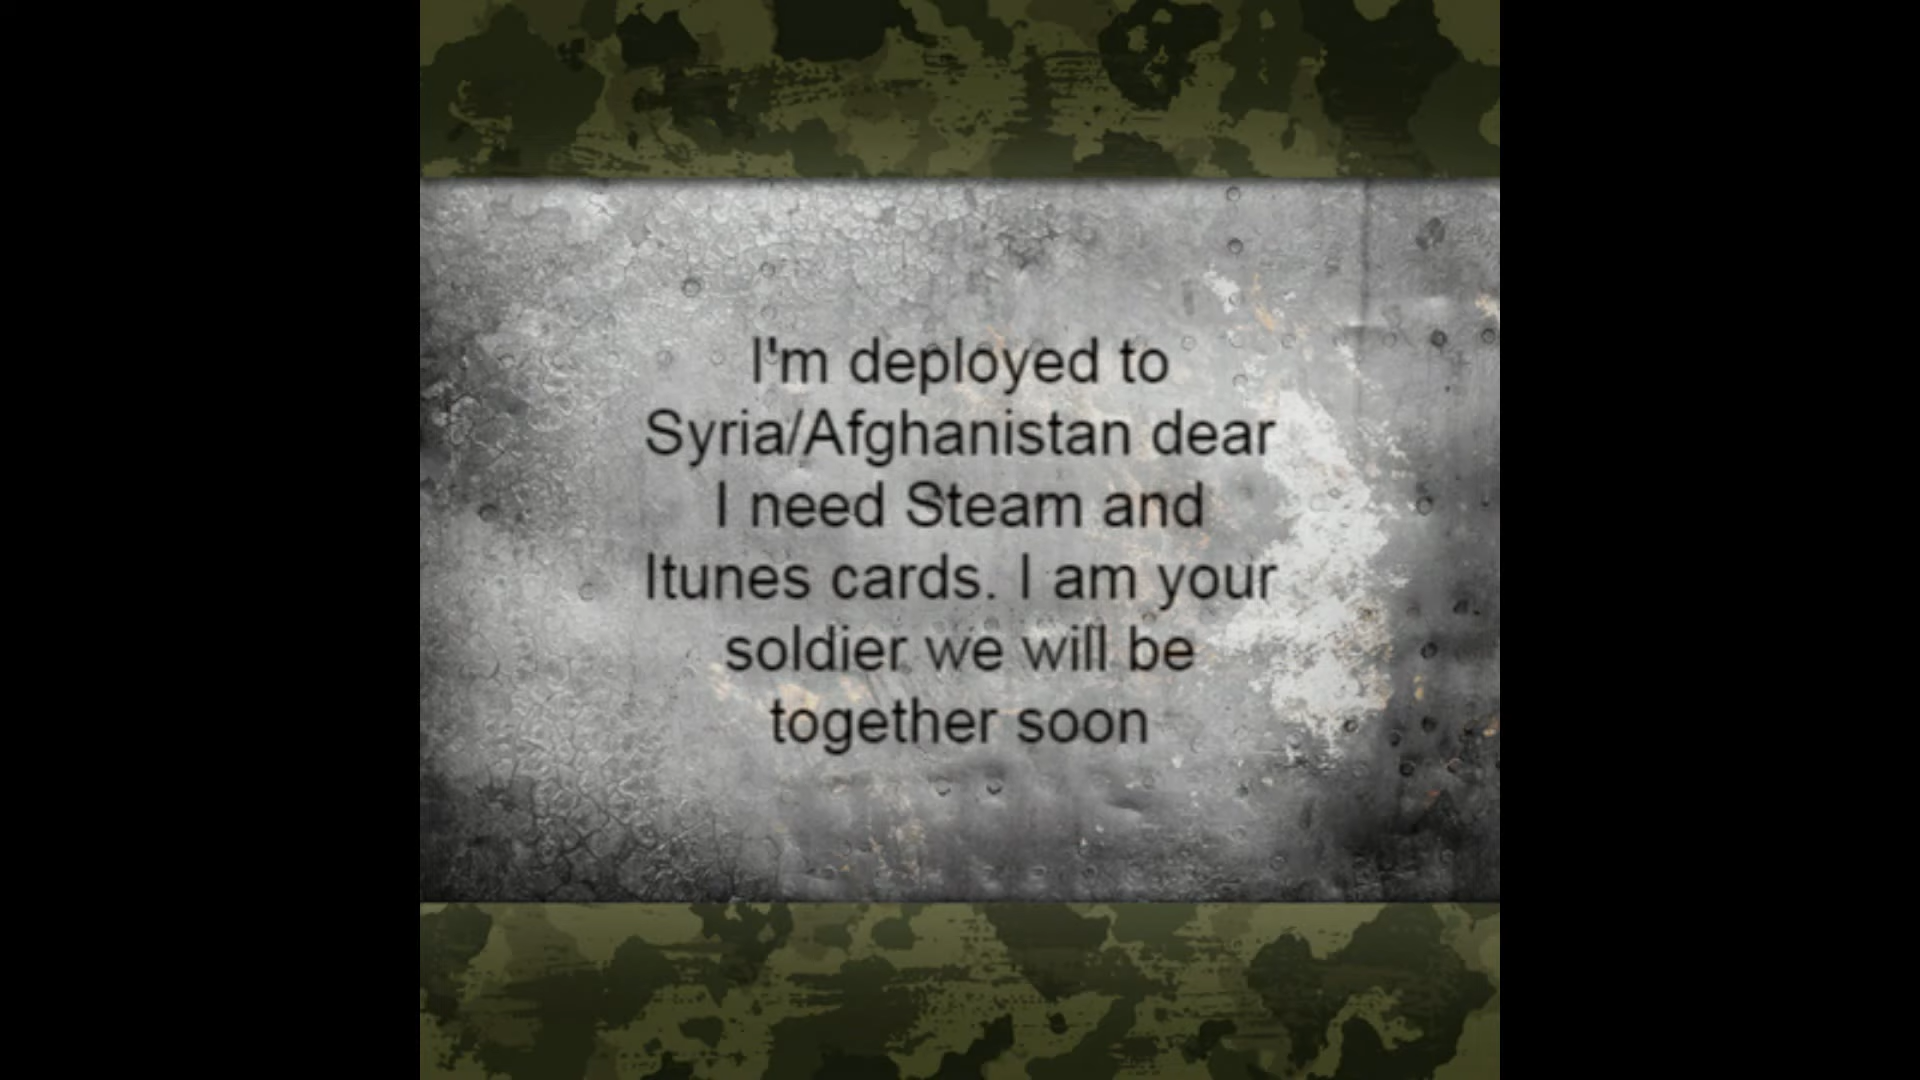 I'm deployed to
Syria/Afghanistan dear
I need Steam and
Itunes cards. I am your
soldier we will be
together soon